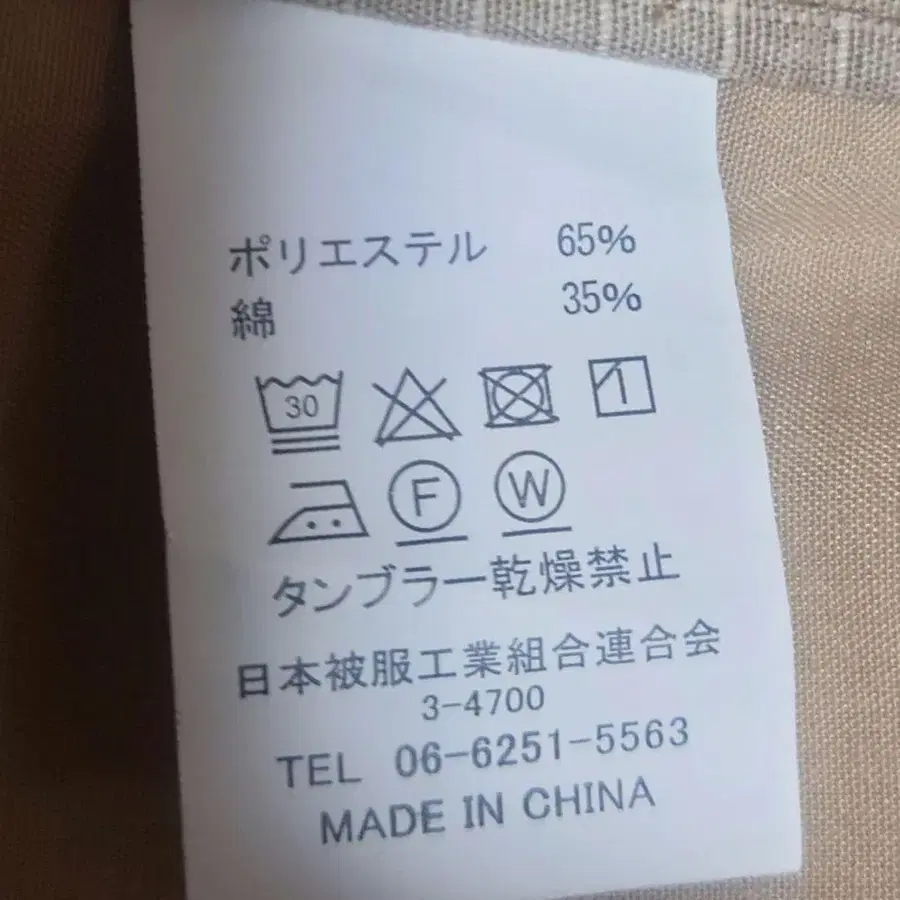 ポリエステル 65%
綿 35%
30
F W
タンブラー乾燥禁止
日本被服工業組合連合会
3-4700
TEL 06-6251-5563
MADE IN CHINA